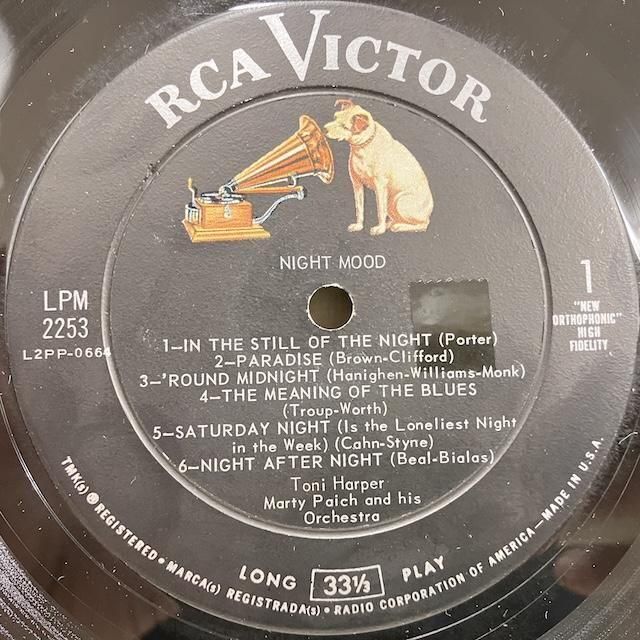 RCA VICTOR
NIGHT MOOD
LPM
2253
L2PP-0664
1
"NEW
ORTHOPHONIC"
HIGH
FIDELITY
1—IN THE STILL OF THE NIGHT (Porter)
2—PARADISE (Brown-Clifford)
3—'ROUND MIDNIGHT (Hanighen-Williams-Monk)
4—THE MEANING OF THE BLUES
(Troup-Worth)
5—SATURDAY NIGHT (Is the Loneliest Night
in the Week) (Cahn-Styne)
6—NIGHT AFTER NIGHT (Beal-Bialas)
Toni Harper
Marty Paich and his
Orchestra
LONG 33⅓ PLAY
TMK(s) ® REGISTERED • MARCA(s) REGISTRADA(s) • RADIO CORPORATION OF AMERICA—MADE IN U.S.A.